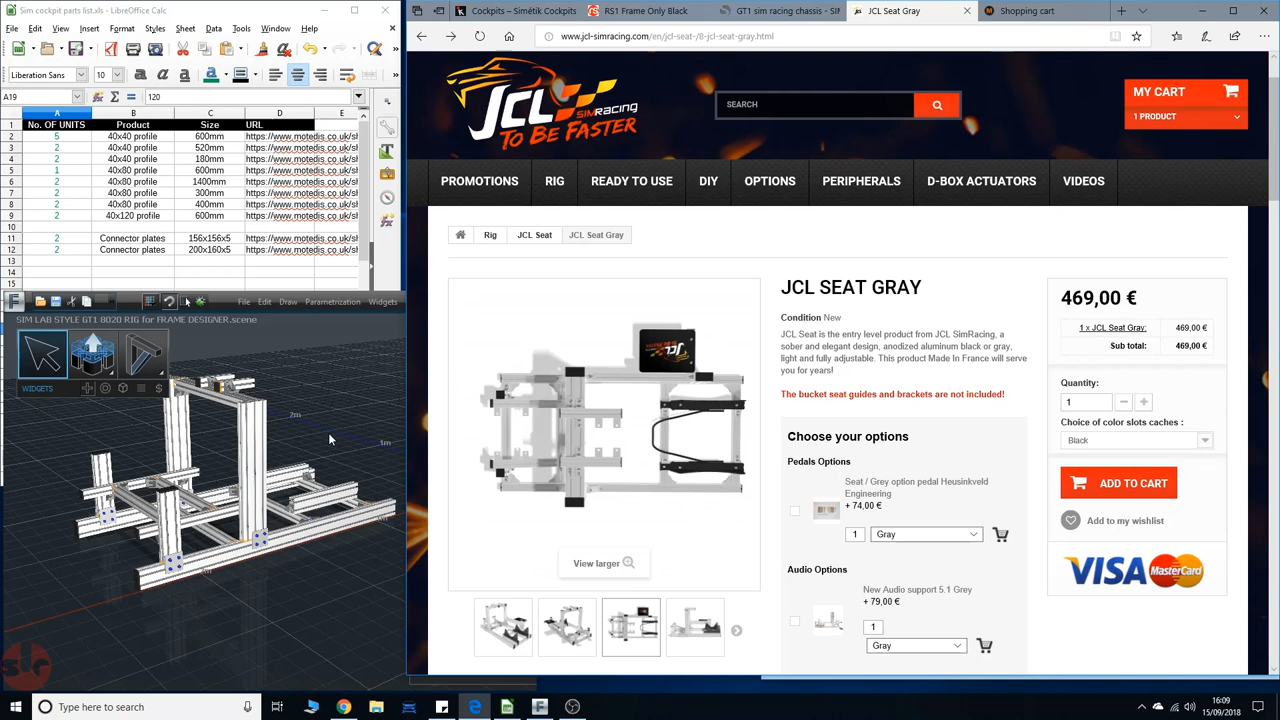 Sim cockpit parts list.xls - LibreOffice Calc
File Edit View Insert Format Styles Sheet Data Tools Window Help
Liberation Sans 10
A19 120
A B C D E
1 No. OF UNITS Product Size URL
2 5 40x40 profile 600mm https://www.motedis.co.uk/sh
3 2 40x40 profile 520mm https://www.motedis.co.uk/sh
4 2 40x40 profile 180mm https://www.motedis.co.uk/sh
5 1 40x80 profile 600mm https://www.motedis.co.uk/sh
6 2 40x80 profile 1400mm https://www.motedis.co.uk/sh
7 2 40x80 profile 300mm https://www.motedis.co.uk/sh
8 2 40x80 profile 400mm https://www.motedis.co.uk/sh
9 2 40x120 profile 600mm https://www.motedis.co.uk/sh
10
11 2 Connector plates 156x156x5 https://www.motedis.co.uk/sh
12 2 Connector plates 200x160x5 https://www.motedis.co.uk/sh
13
14
15
File Edit Draw Parametrization Widgets
SIM LAB STYLE GT1 8020 RIG for FRAME DESIGNER.scene
WIDGETS
2m
1m
slr
Cockpits – Simétik Cockpits
RS1 Frame Only Black
GT1 sim racing chassis - SIM
JCL Seat Gray
Shopping cart
www.jcl-simracing.com/en/jcl-seat-/8-jcl-seat-gray.html
JCL SIMRACING
TO BE FASTER
SEARCH
MY CART
1 PRODUCT
PROMOTIONS RIG READY TO USE DIY OPTIONS PERIPHERALS D-BOX ACTUATORS VIDEOS
Rig JCL Seat JCL Seat Gray
View larger
JCL SEAT GRAY
Condition New
JCL Seat is the entry level product from JCL SimRacing, a
sober and elegant design, anodized aluminum black or gray,
light and fully adjustable. This product Made In France will serve
you for years!
The bucket seat guides and brackets are not included!
Choose your options
Pedals Options
Seat / Grey option pedal Heusinkveld
Engineering
+ 74,00 €
1 Gray
Audio Options
New Audio support 5.1 Grey
+ 79,00 €
1
Gray
469,00 €
1 x JCL Seat Gray: 469,00 €
Sub total: 469,00 €
Quantity:
1
Choice of color slots caches :
Black
ADD TO CART
Add to my wishlist
VISA MasterCard
Type here to search
16:09
15/09/2018